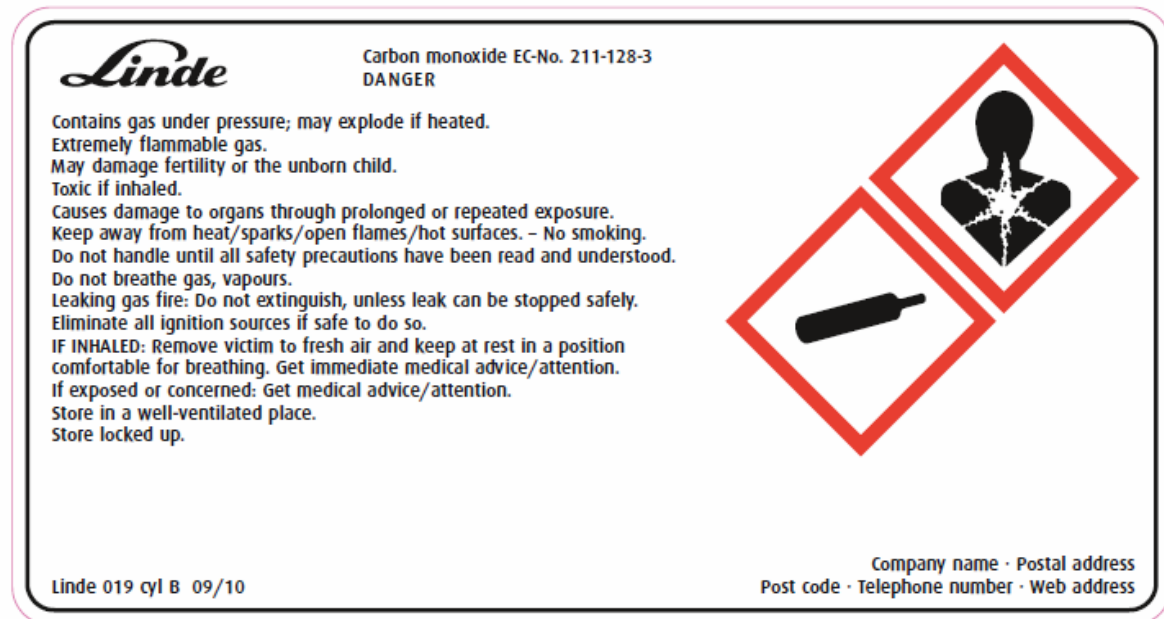 Linde
Carbon monoxide EC-No. 211-128-3
DANGER
Contains gas under pressure; may explode if heated.
Extremely flammable gas.
May damage fertility or the unborn child.
Toxic if inhaled.
Causes damage to organs through prolonged or repeated exposure.
Keep away from heat/sparks/open flames/hot surfaces. – No smoking.
Do not handle until all safety precautions have been read and understood.
Do not breathe gas, vapours.
Leaking gas fire: Do not extinguish, unless leak can be stopped safely.
Eliminate all ignition sources if safe to do so.
IF INHALED: Remove victim to fresh air and keep at rest in a position
comfortable for breathing. Get immediate medical advice/attention.
If exposed or concerned: Get medical advice/attention.
Store in a well-ventilated place.
Store locked up.
Company name · Postal address
Post code · Telephone number · Web address
Linde 019 cyl B 09/10